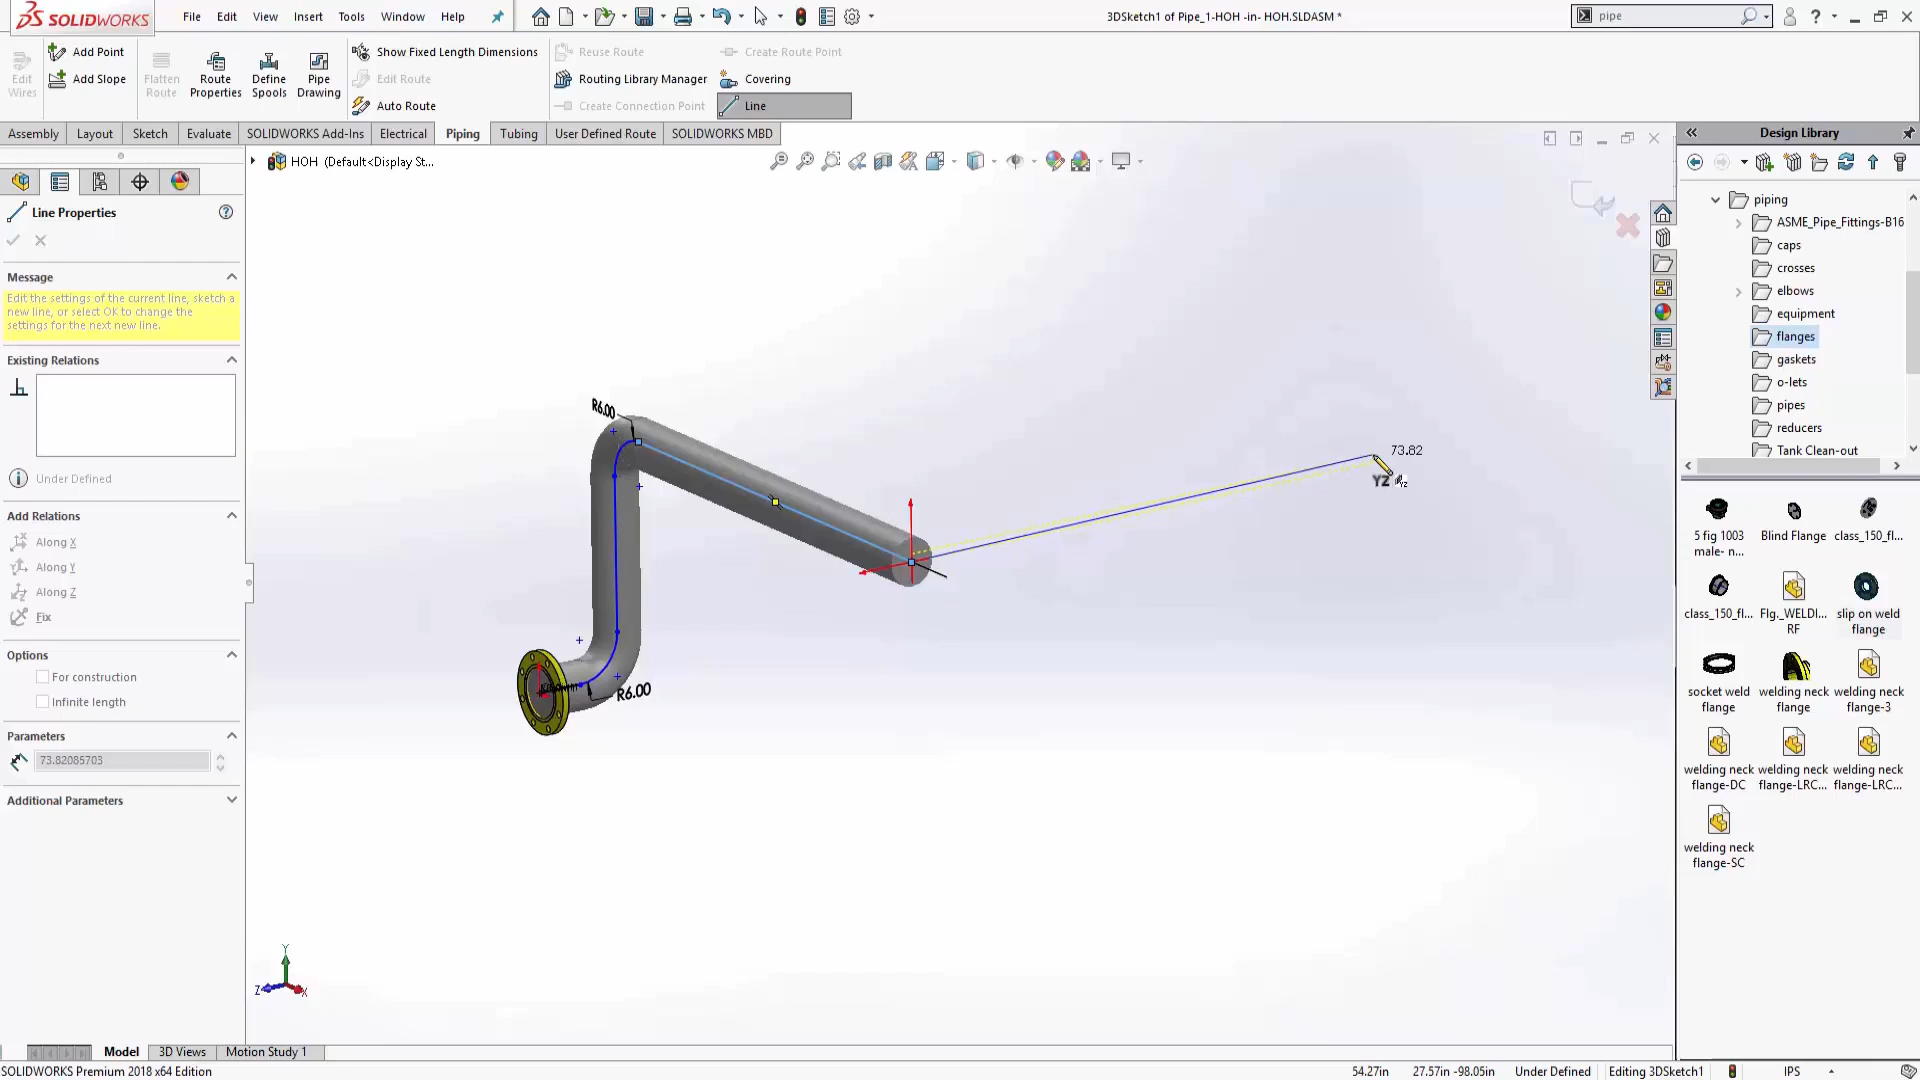 SOLIDWORKS
File Edit View Insert Tools Window Help
3DSketch1 of Pipe_1-HOH -in- HOH.SLDASM *
pipe
Edit Wires
Add Point
Add Slope
Flatten Route
Route Properties
Define Spools
Pipe Drawing
Show Fixed Length Dimensions
Edit Route
Auto Route
Reuse Route
Routing Library Manager
Create Connection Point
Create Route Point
Covering
Line
Assembly Layout Sketch Evaluate SOLIDWORKS Add-Ins Electrical Piping Tubing User Defined Route SOLIDWORKS MBD
HOH (Default<Display St...
Line Properties
Message
Edit the settings of the current line, sketch a
new line, or select OK to change the
settings for the next new line.
Existing Relations
Under Defined
Add Relations
Along X
Along Y
Along Z
Fix
Options
For construction
Infinite length
Parameters
73.82085703
Additional Parameters
R6.00
R6.00
73.82
YZ
Y
Z
X
Design Library
piping
ASME_Pipe_Fittings-B16
caps
crosses
elbows
equipment
flanges
gaskets
o-lets
pipes
reducers
Tank Clean-out
5 fig 1003 male- n...
Blind Flange
class_150_fl...
class_150_fl...
Flg._WELDI... RF
slip on weld flange
socket weld flange
welding neck flange
welding neck flange-3
welding neck flange-DC
welding neck flange-LRC...
welding neck flange-LRC...
welding neck flange-SC
Model 3D Views Motion Study 1
SOLIDWORKS Premium 2018 x64 Edition
54.27in 27.57in -98.05in Under Defined Editing 3DSketch1 IPS